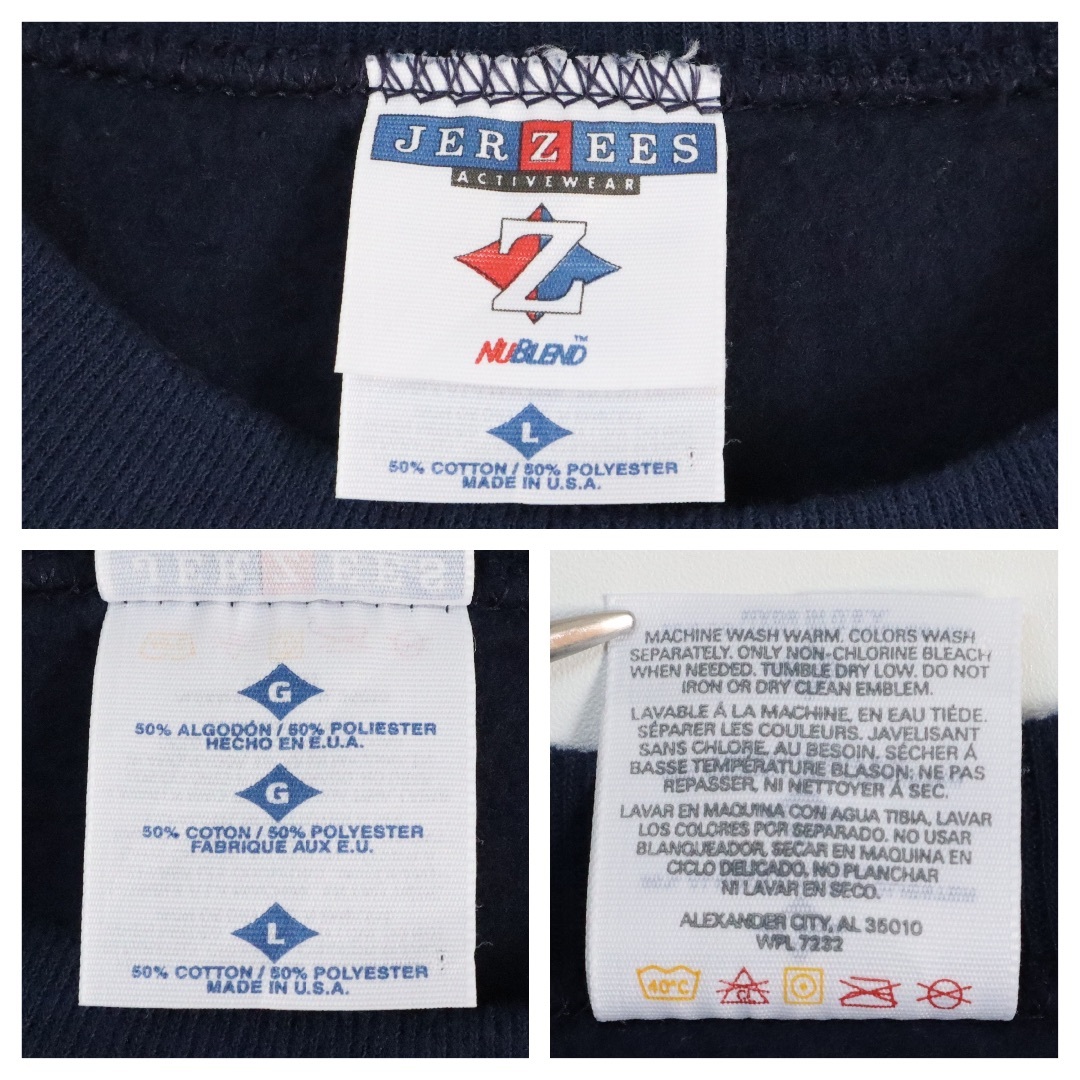 JERZEES
ACTIVEWEAR
Z
NUBLEND™
L
50% COTTON / 50% POLYESTER
MADE IN U.S.A.
JERZEES
G
50% ALGODÓN / 50% POLIESTER
HECHO EN E.U.A.
G
50% COTON / 50% POLYESTER
FABRIQUE AUX E.U.
L
50% COTTON / 50% POLYESTER
MADE IN U.S.A.
MACHINE WASH WARM. COLORS WASH
SEPARATELY. ONLY NON-CHLORINE BLEACH
WHEN NEEDED. TUMBLE DRY LOW. DO NOT
IRON OR DRY CLEAN EMBLEM.
LAVABLE Á LA MACHINE, EN EAU TIÉDE.
SÉPARER LES COULEURS. JAVELISANT
SANS CHLORE, AU BESOIN. SÉCHER Á
BASSE TEMPÉRATURE BLASON: NE PAS
REPASSER, NI NETTOYER Á SEC.
LAVAR EN MAQUINA CON AGUA TIBIA, LAVAR
LOS COLORES POR SEPARADO. NO USAR
BLANQUEADOR, SECAR EN MAQUINA EN
CICLO DELICADO, NO PLANCHAR
NI LAVAR EN SECO.
ALEXANDER CITY, AL 35010
WPL 7232
40°C cl